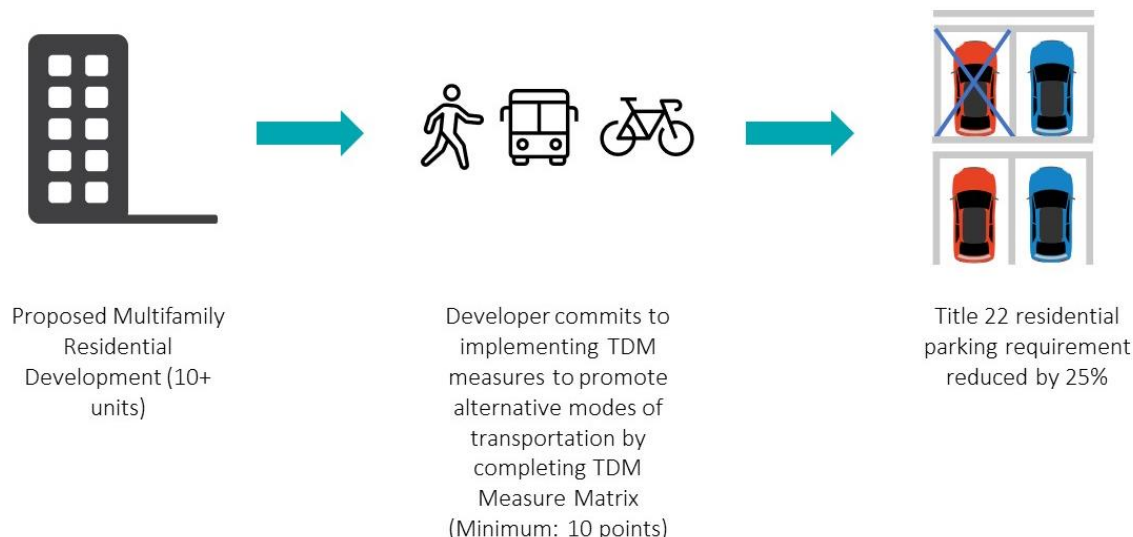 Proposed Multifamily
Residential
Development (10+
units)
Developer commits to
implementing TDM
measures to promote
alternative modes of
transportation by
completing TDM
Measure Matrix
(Minimum: 10 points)
Title 22 residential
parking requirement
reduced by 25%